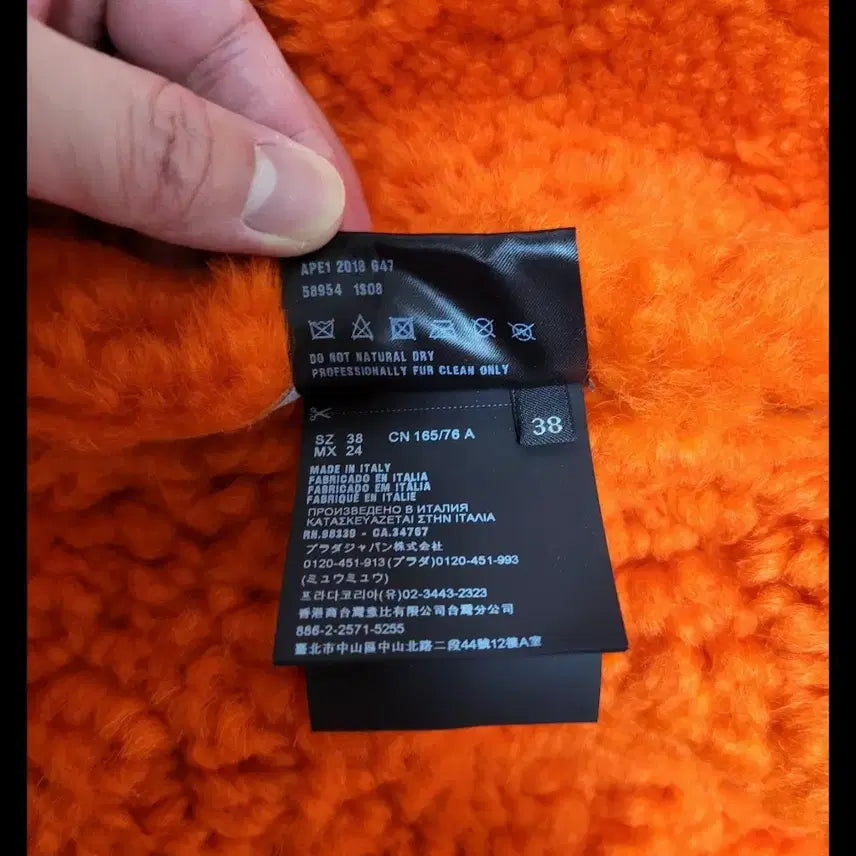 APE1 2018 G47
58954 1S08
DO NOT NATURAL DRY
PROFESSIONALLY FUR CLEAN ONLY
38
SZ 38 CN 165/76 A
MX 24
MADE IN ITALY
FABRICADO EN ITALIA
FABRICADO EM ITALIA
FABRIQUÉ EN ITALIE
ПРОИЗВЕДЕНО В ИТАЛИЯ
ΚΑΤΑΣΚΕΥΑΖΕΤΑΙ ΣΤΗΝ ΙΤΑΛΙΑ
RN.98339 - CA.34767
プラダジャパン株式会社
0120-451-913(プラダ)0120-451-993
(ミュウミュウ)
프라다코리아(유)02-3443-2323
香港商台灣意比有限公司台灣分公司
886-2-2571-5255
臺北市中山區中山北路二段44號12樓A室